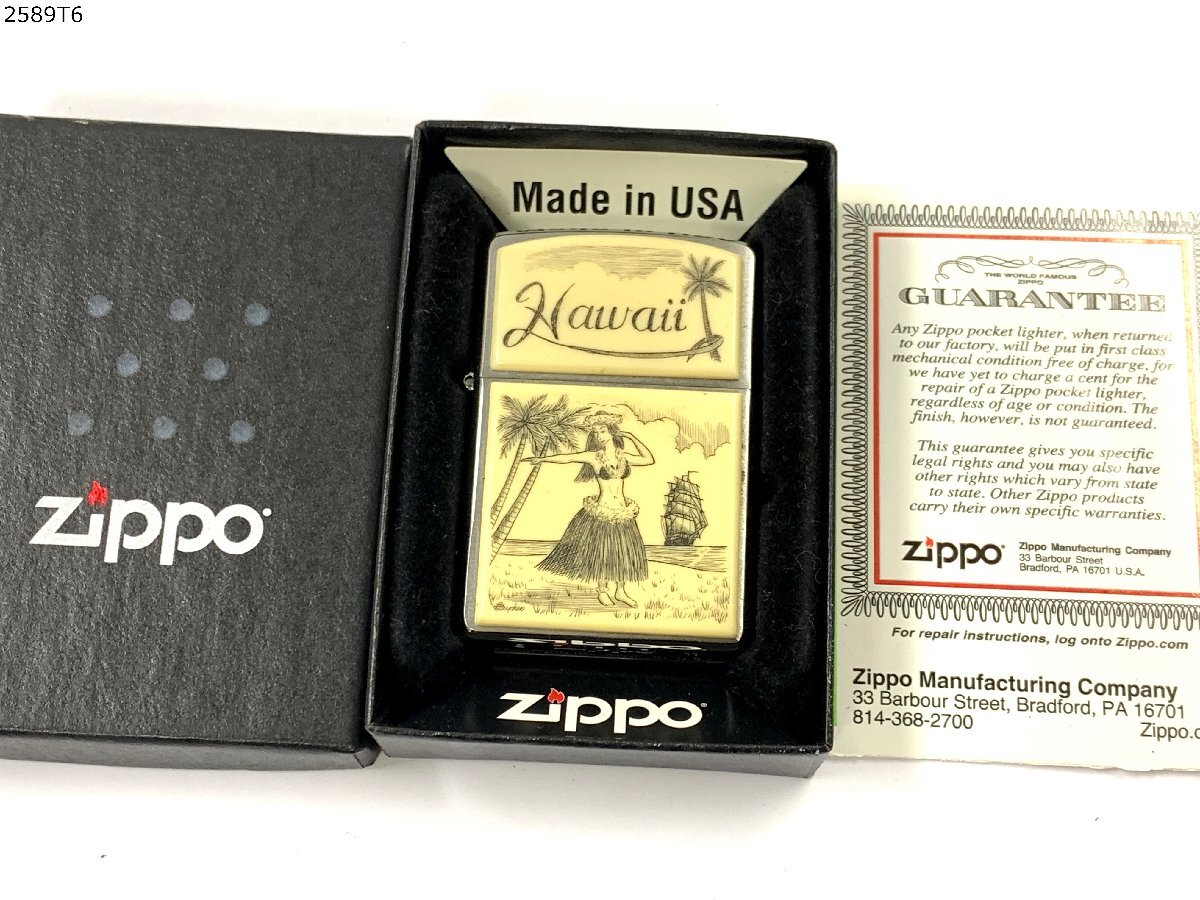 2589T6
zippo
Made in USA
Hawaii
zippo
THE WORLD FAMOUS
ZIPPO
GUARANTEE
Any Zippo pocket lighter, when returned
to our factory, will be put in first class
mechanical condition free of charge, for
we have yet to charge a cent for the
repair of a Zippo pocket lighter,
regardless of age or condition. The
finish, however, is not guaranteed.
This guarantee gives you specific
legal rights and you may also have
other rights which vary from state
to state. Other Zippo products
carry their own specific warranties.
zippo
Zippo Manufacturing Company
33 Barbour Street
Bradford, PA 16701 U.S.A.
For repair instructions, log onto Zippo.com
Zippo Manufacturing Company
33 Barbour Street, Bradford, PA 16701
814-368-2700
Zippo.c